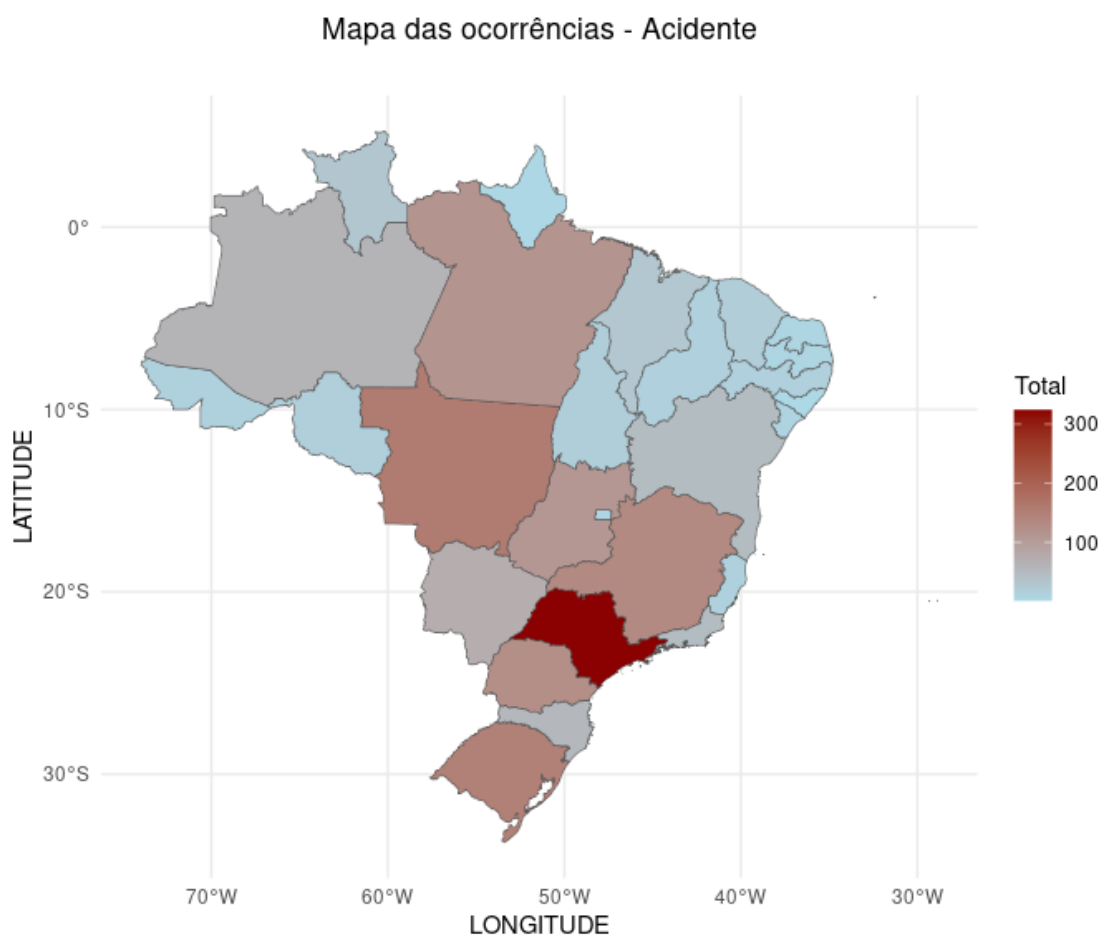 Mapa das ocorrências - Acidente
LATITUDE
0°
10°S
20°S
30°S
70°W
60°W
50°W
40°W
30°W
LONGITUDE
Total
300
200
100